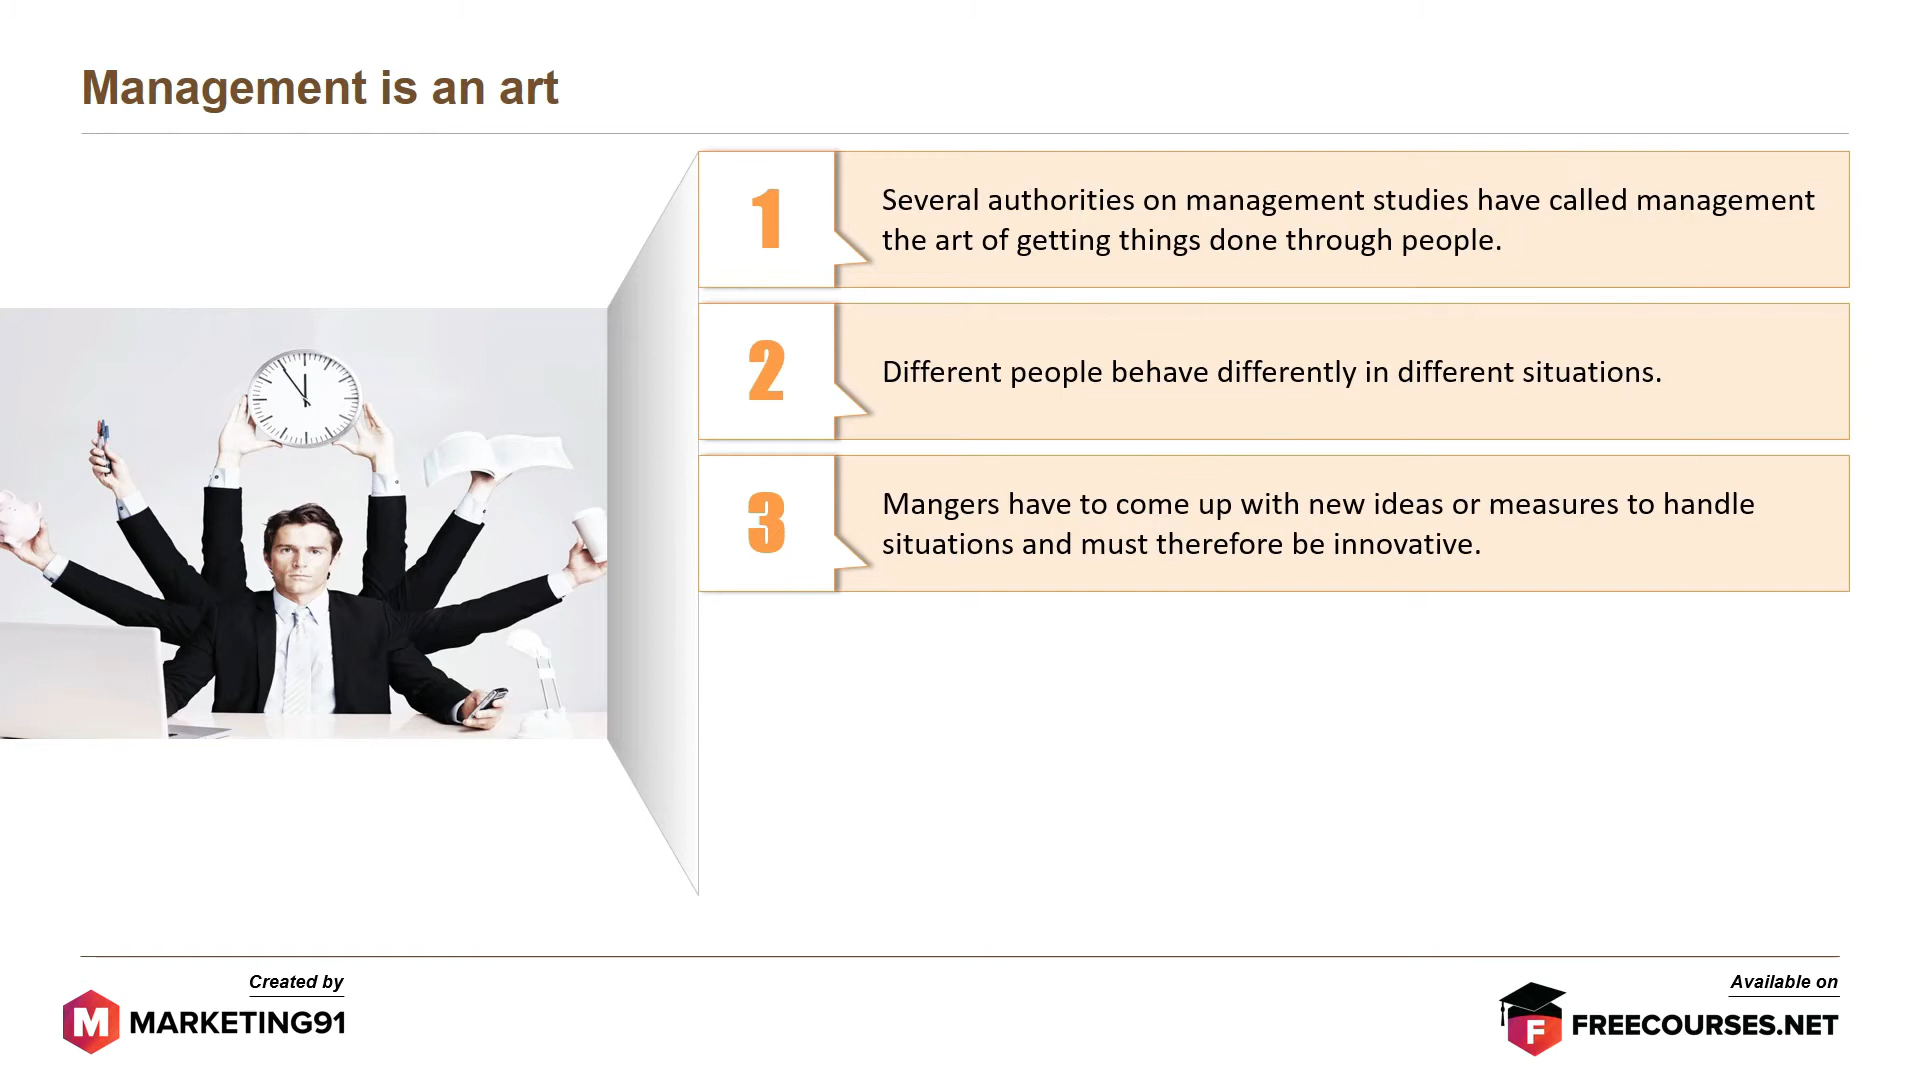 Management is an art
1
Several authorities on management studies have called management
the art of getting things done through people.
2
Different people behave differently in different situations.
3
Mangers have to come up with new ideas or measures to handle
situations and must therefore be innovative.
Created by
M MARKETING91
Available on
F FREECOURSES.NET